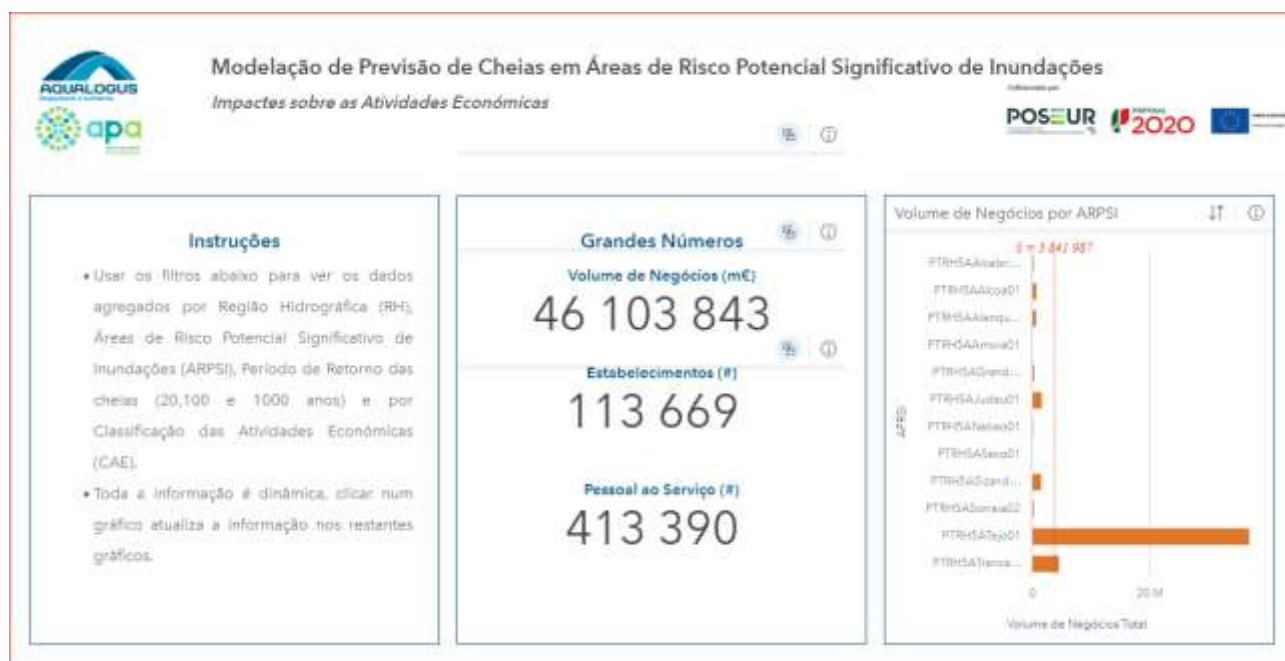 Modelação de Previsão de Cheias em Áreas de Risco Potencial Significativo de Inundações
Impactes sobre as Atividades Económicas
AQUALOGUS
apa
POSEUR
2020
Instruções
• Usar os filtros abaixo para ver os dados
agregados por Região Hidrográfica (RH),
Áreas de Risco Potencial Significativo de
Inundações (ARPSI), Período de Retorno das
cheias (20,100 e 1000 anos) e por
Classificação das Atividades Económicas
(CAE).
• Toda a informação é dinâmica, clicar num
gráfico atualiza a informação nos restantes
gráficos.
Grandes Números
Volume de Negócios (m€)
46 103 843
Estabelecimentos (#)
113 669
Pessoal ao Serviço (#)
413 390
Volume de Negócios por ARPSI
PTRH5AAlcoa01
PTRH5AJudeu01
PTRH5ASeco01
PTRH5ASorraia02
PTRH5ATejo01
0
20 M
Volume de Negócios Total